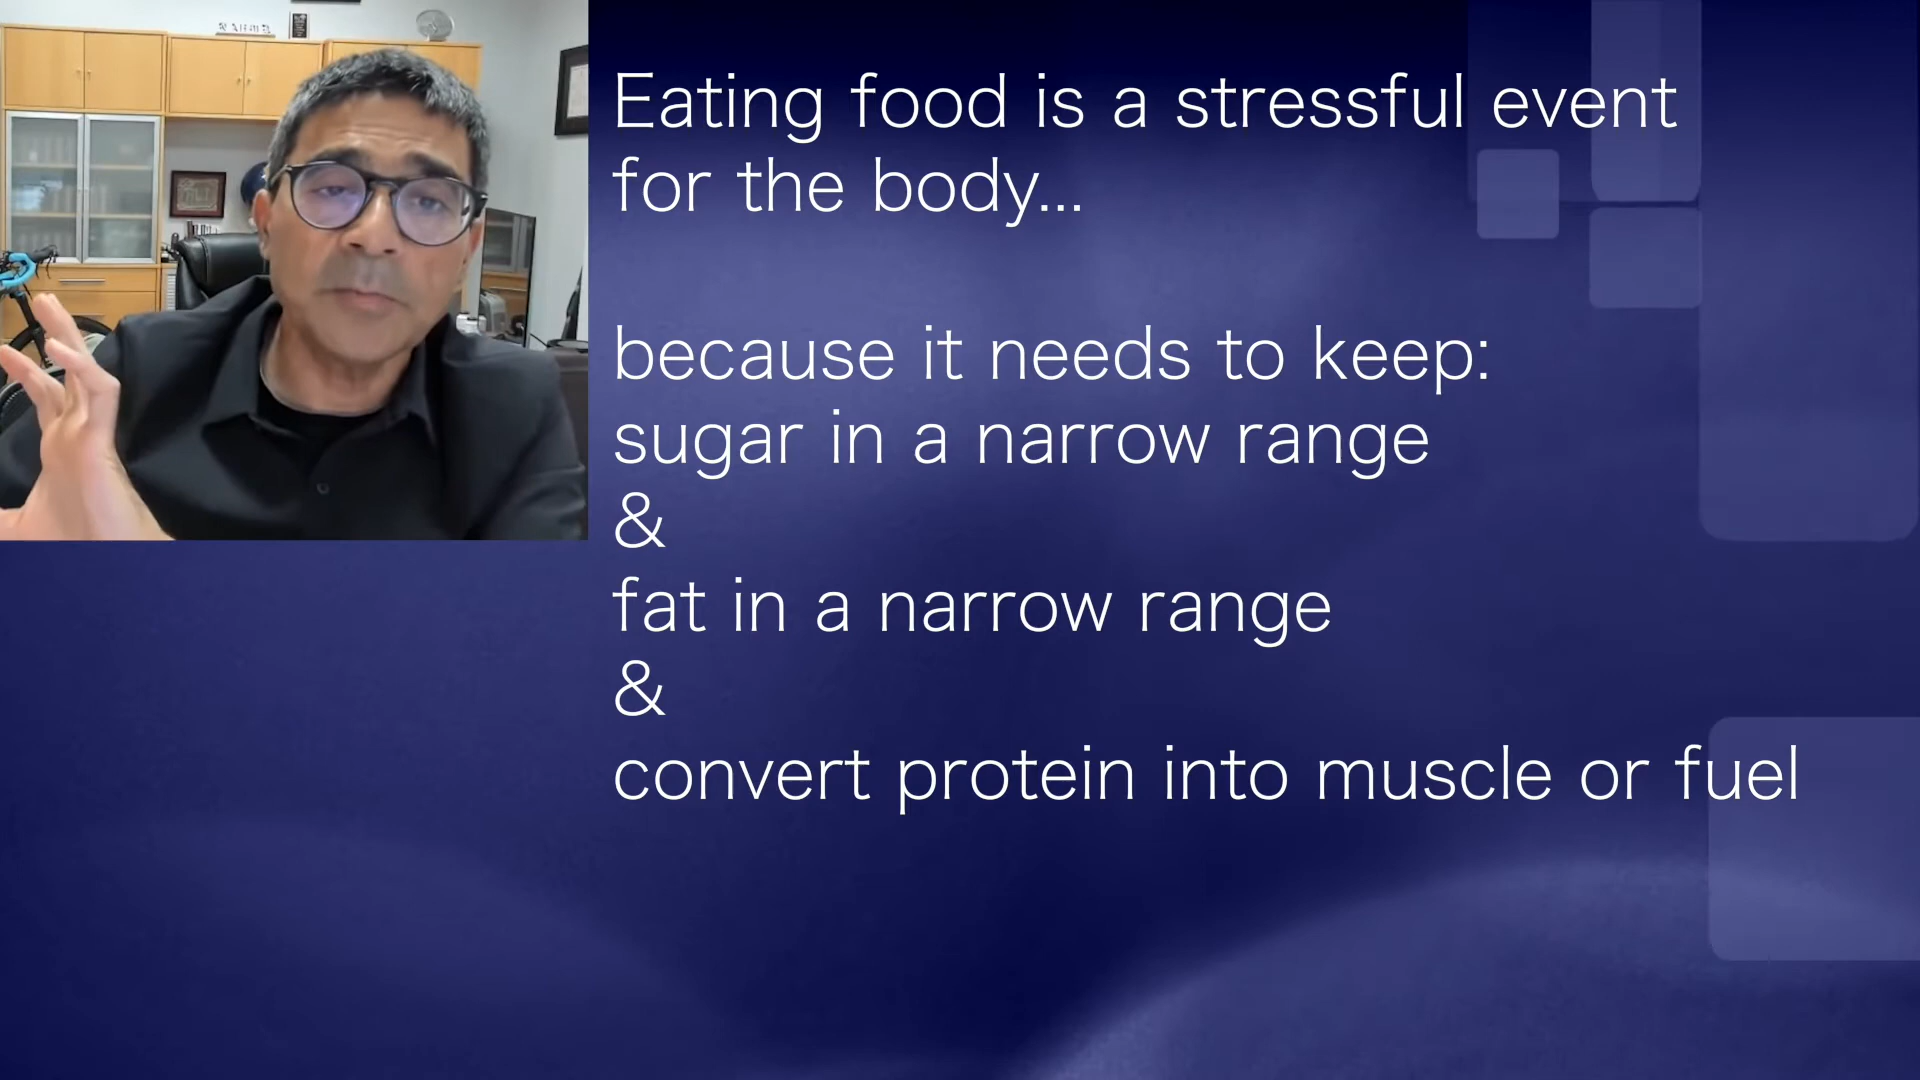 Eating food is a stressful event
for the body...
because it needs to keep:
sugar in a narrow range
&
fat in a narrow range
&
convert protein into muscle or fuel